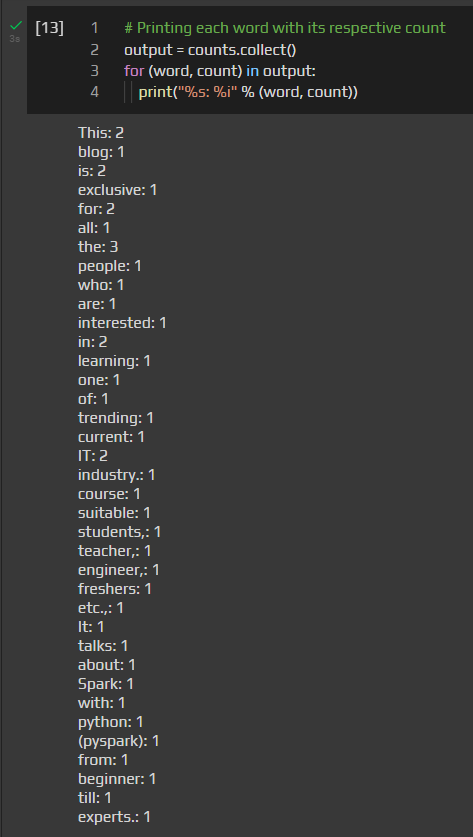 [13] 1 # Printing each word with its respective count
3s 2 output = counts.collect()
3 for (word, count) in output:
4 print("%s: %i" % (word, count))
This: 2
blog: 1
is: 2
exclusive: 1
for: 2
all: 1
the: 3
people: 1
who: 1
are: 1
interested: 1
in: 2
learning: 1
one: 1
of: 1
trending: 1
current: 1
IT: 2
industry.: 1
course: 1
suitable: 1
students,: 1
teacher,: 1
engineer,: 1
freshers: 1
etc.,: 1
It: 1
talks: 1
about: 1
Spark: 1
with: 1
python: 1
(pyspark): 1
from: 1
beginner: 1
till: 1
experts.: 1